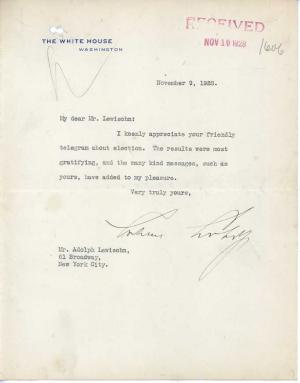 RECEIVED
NOV 10 1928
1606
THE WHITE HOUSE
WASHINGTON
November 9, 1928.
My dear Mr. Lewisohn:
I keenly appreciate your friendly
telegram about election. The results were most
gratifying, and the many kind messages, such as
yours, have added to my pleasure.
Very truly yours,
Mr. Adolph Lewisohn,
61 Broadway,
New York City.